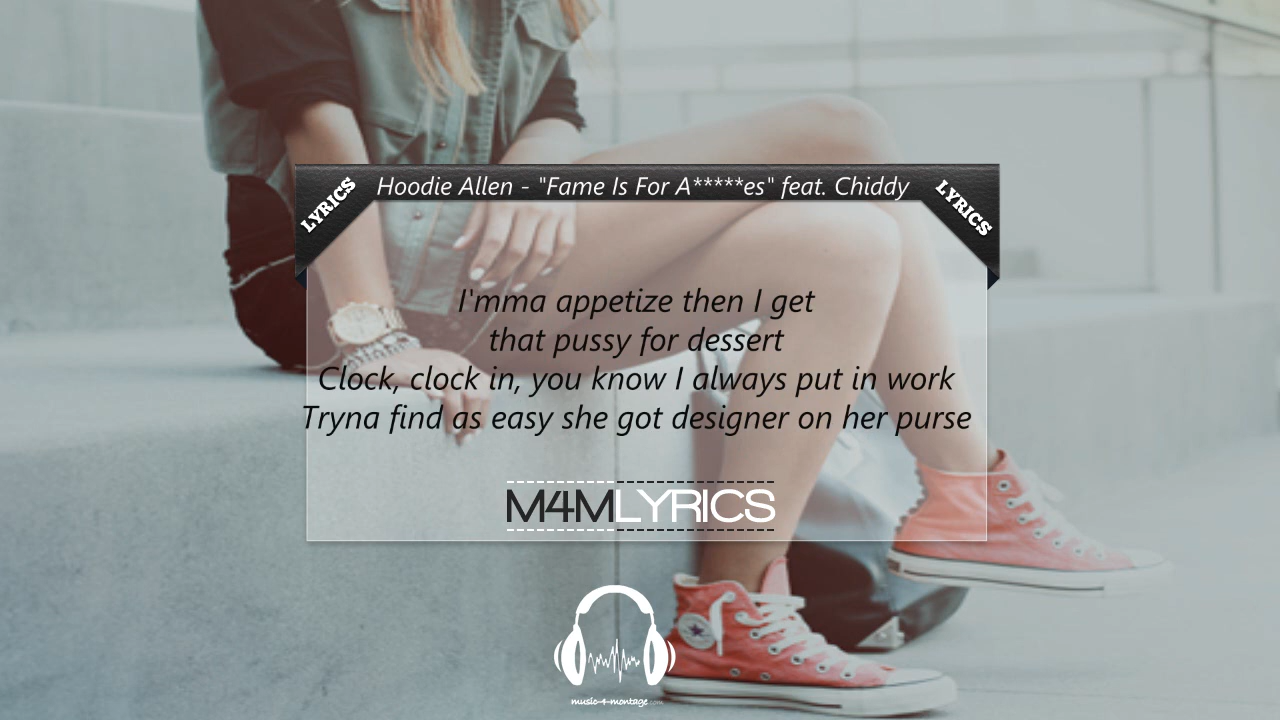 Hoodie Allen - "Fame Is For A*****es" feat. Chiddy
LYRICS
LYRICS
I'mma appetize then I get
that pussy for dessert
Clock, clock in, you know I always put in work
Tryna find as easy she got designer on her purse
M4MLYRICS
music-4-montage.com